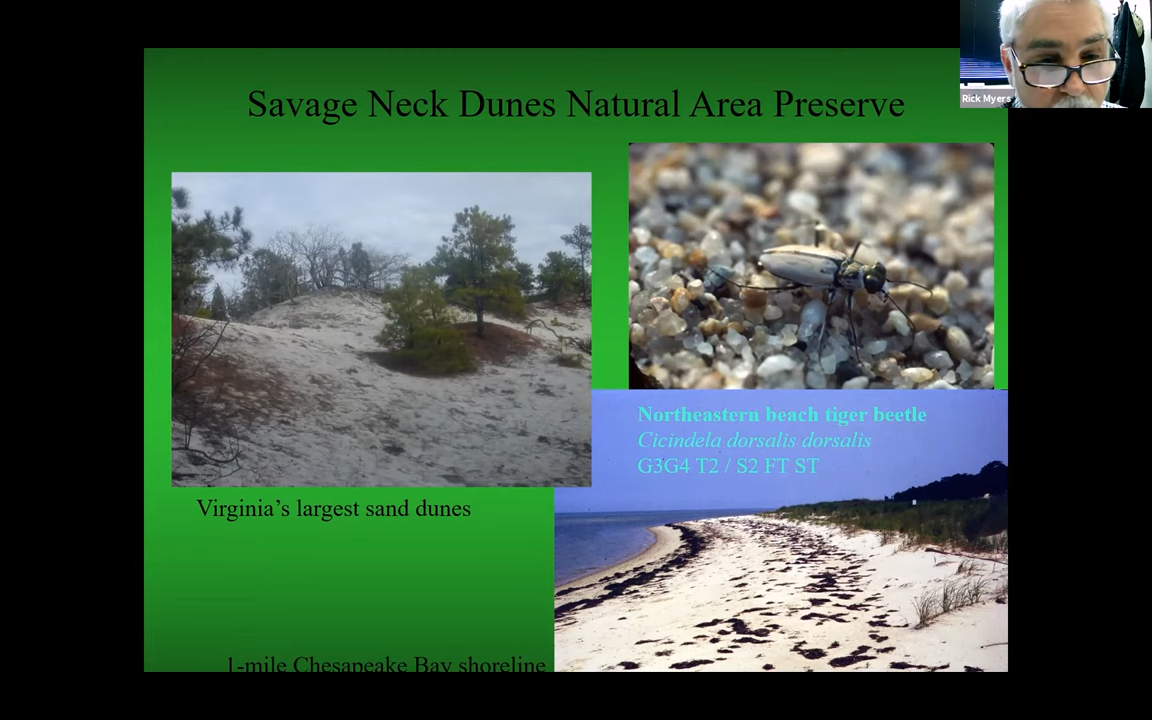 Savage Neck Dunes Natural Area Preserve
Rick Myers
Northeastern beach tiger beetle
Cicindela dorsalis dorsalis
G3G4 T2 / S2 FT ST
Virginia’s largest sand dunes
1-mile Chesapeake Bay shoreline